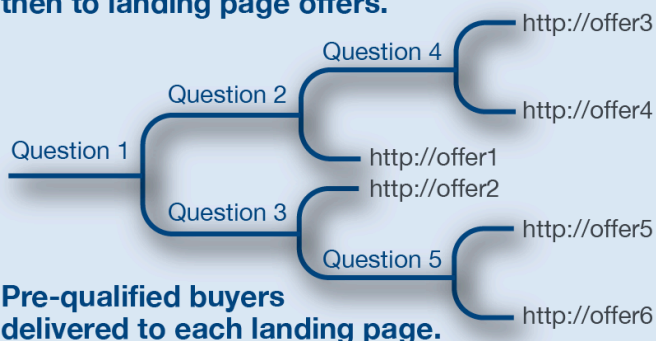 then to landing page offers.
http://offer3
Question 4
Question 2
http://offer4
Question 1
http://offer1
http://offer2
Question 3
http://offer5
Question 5
Pre-qualified buyers
http://offer6
delivered to each landing page.